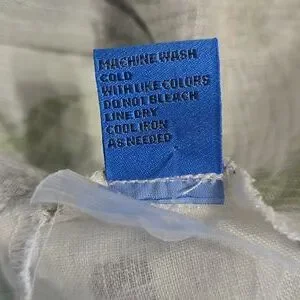 MACHINE WASH
COLD
WITH LIKE COLORS
DO NOT BLEACH
LINE DRY
COOL IRON
AS NEEDED